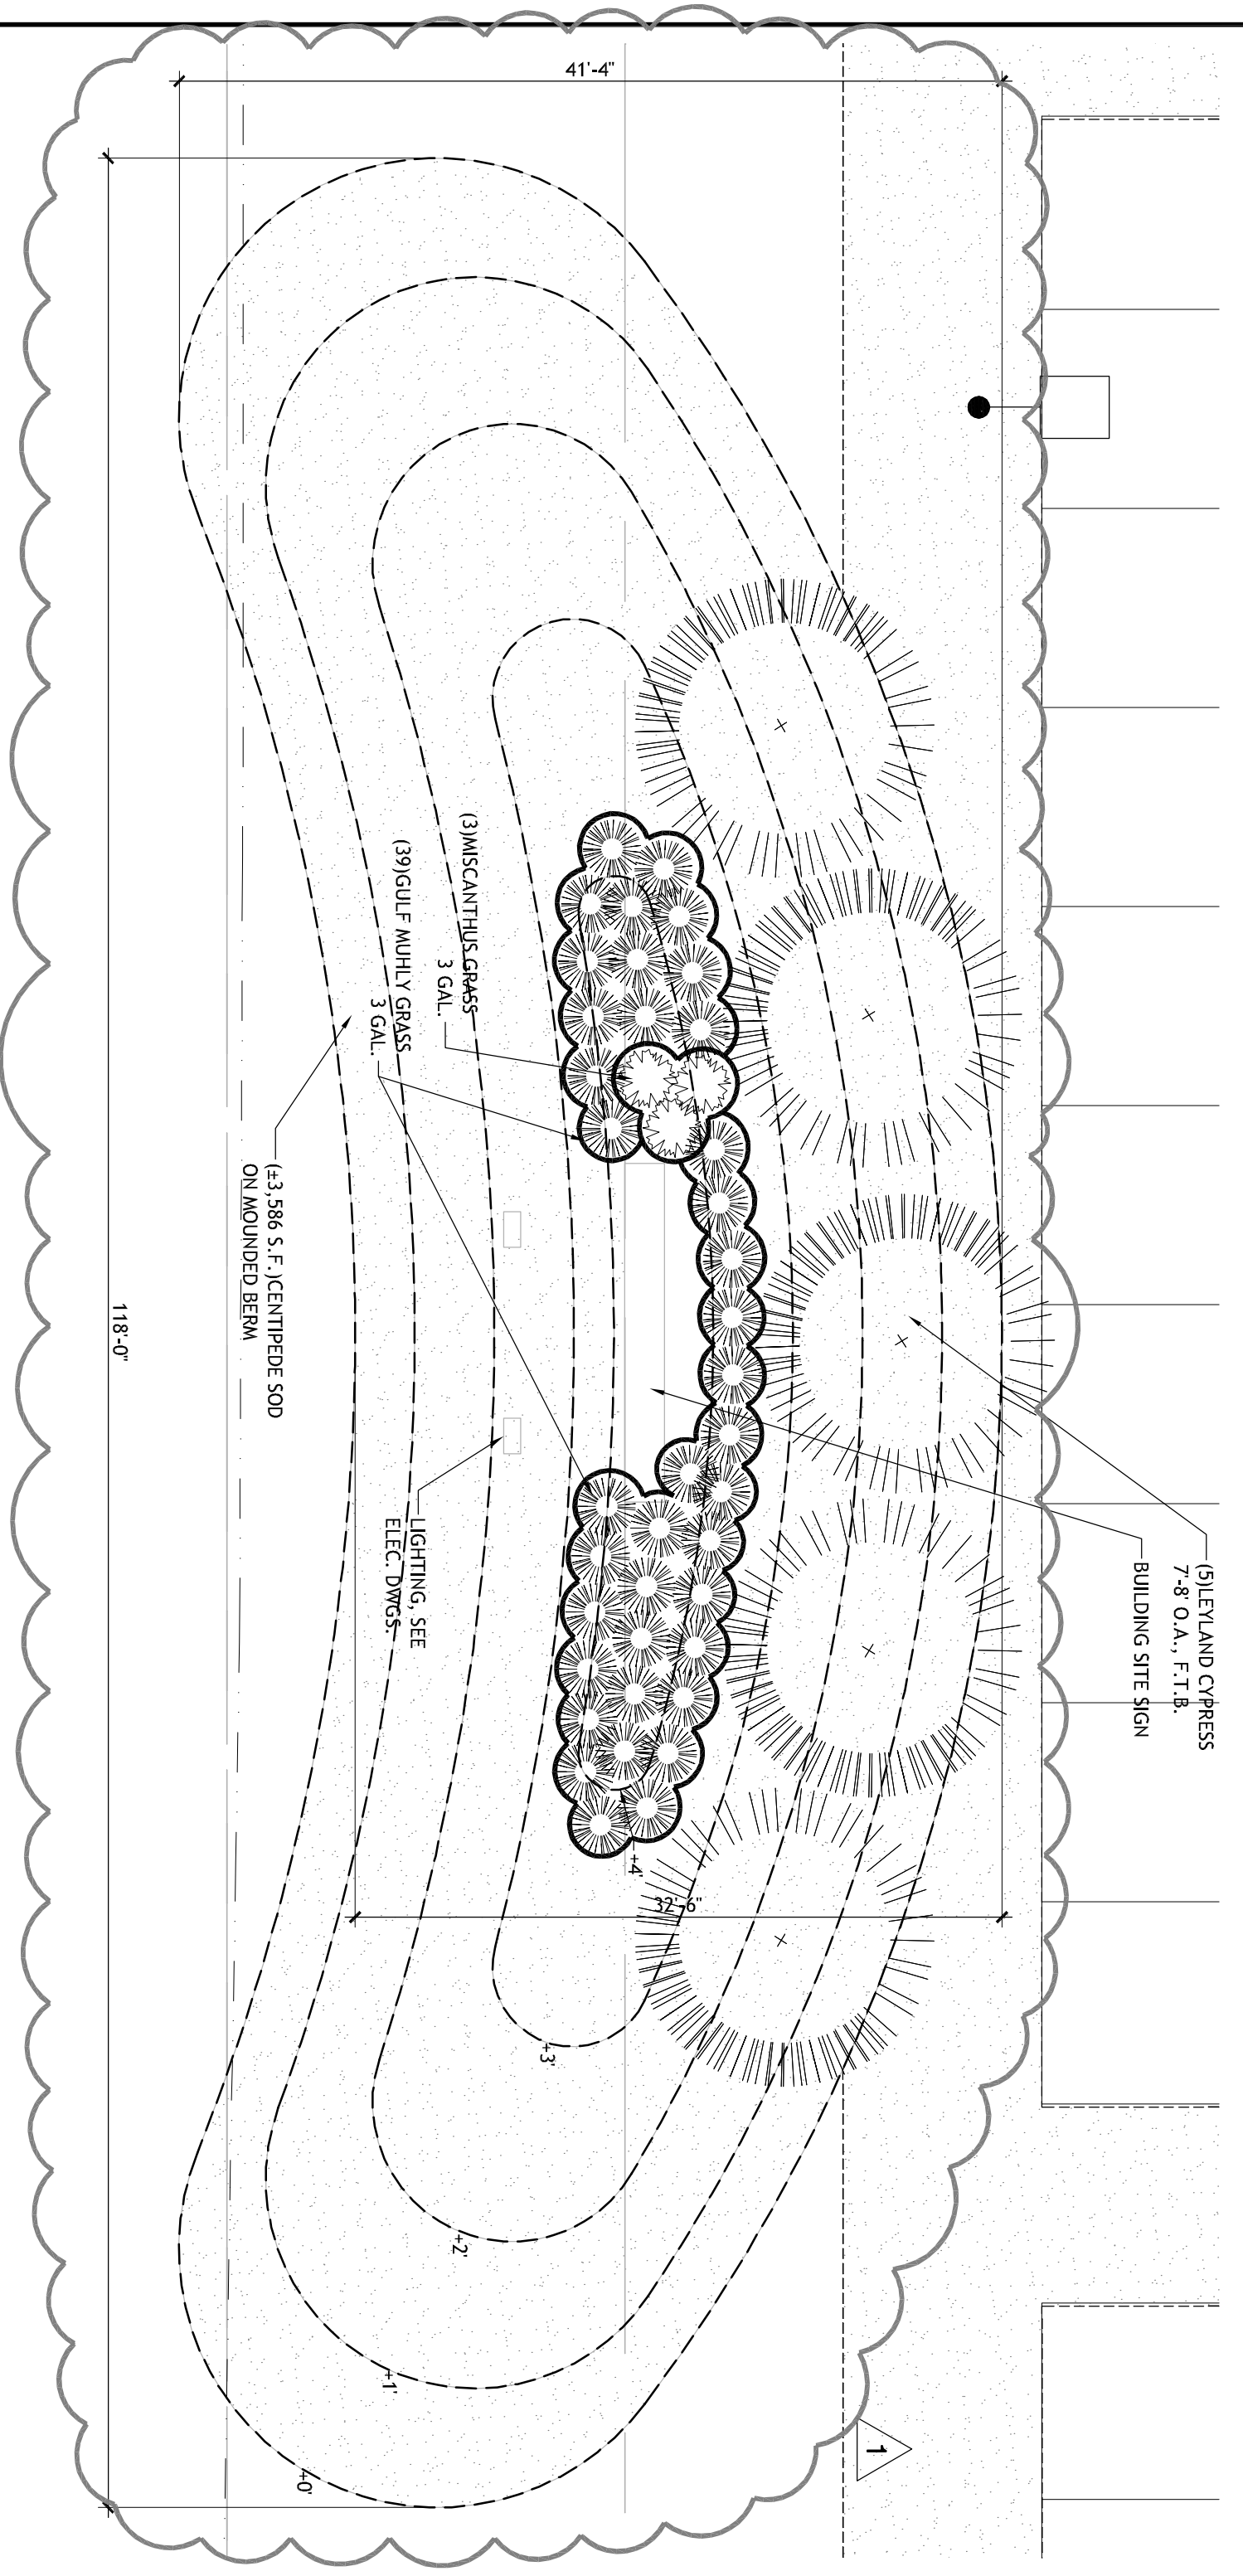 41'-4"
(5)LEYLAND CYPRESS
7'-8' O.A., F.T.B.
BUILDING SITE SIGN
(3)MISCANTHUS GRASS
3 GAL.
(39)GULF MUHLY GRASS
3 GAL.
(±3,586 S.F.)CENTIPEDE SOD
ON MOUNDED BERM
118'-0"
LIGHTING, SEE
ELEC. DWGS.
+4'
32'-6"
+3'
+2'
+1'
+0'
1